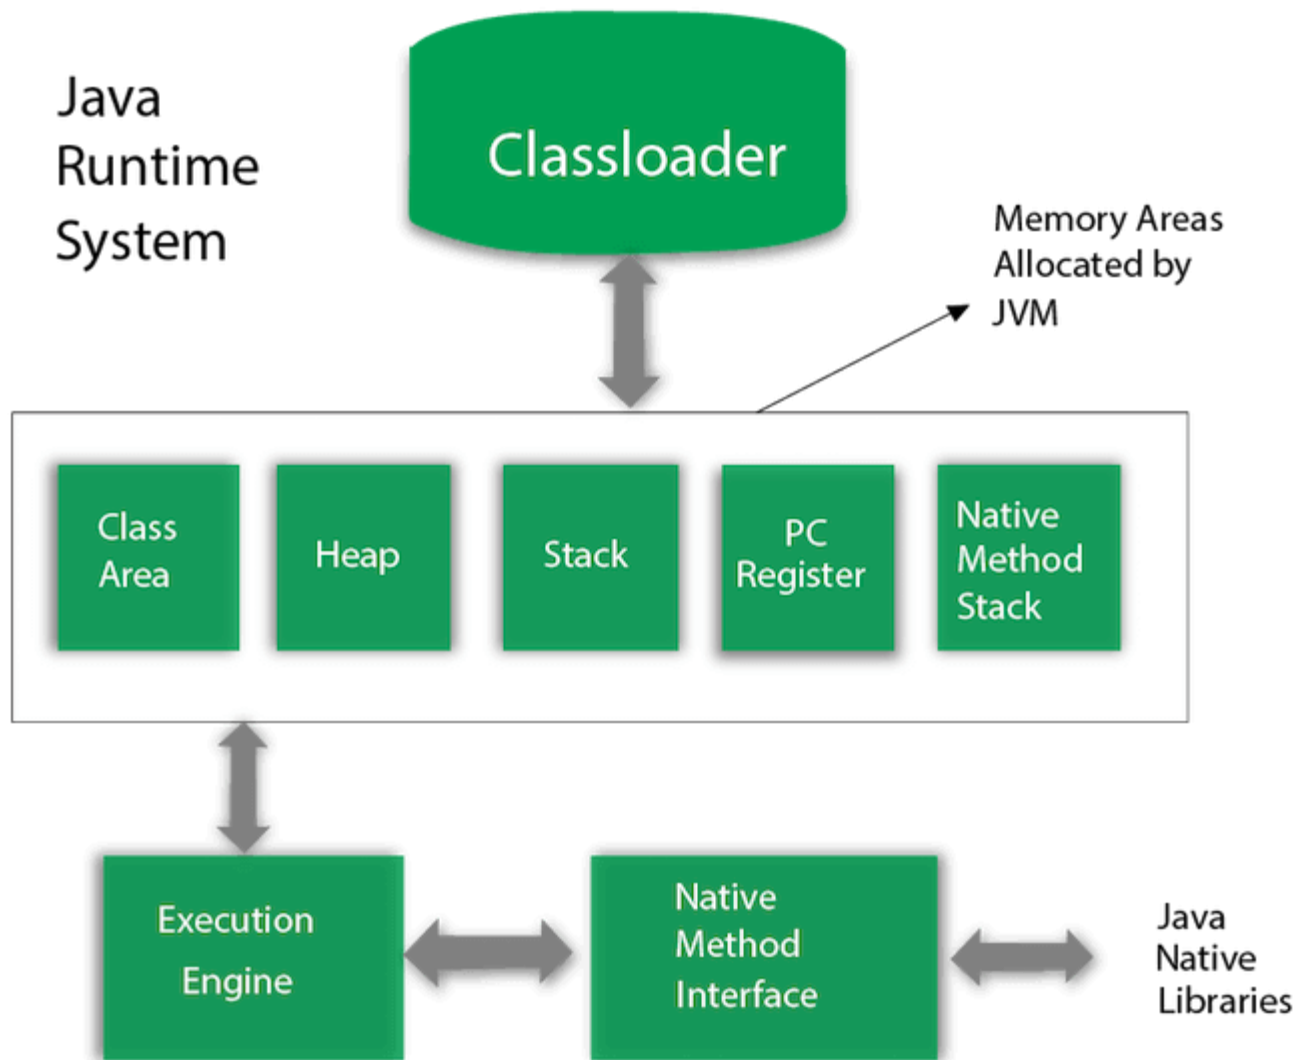 Java
Runtime
System
Classloader
Memory Areas
Allocated by
JVM
Class
Area
Heap
Stack
PC
Register
Native
Method
Stack
Execution
Engine
Native
Method
Interface
Java
Native
Libraries